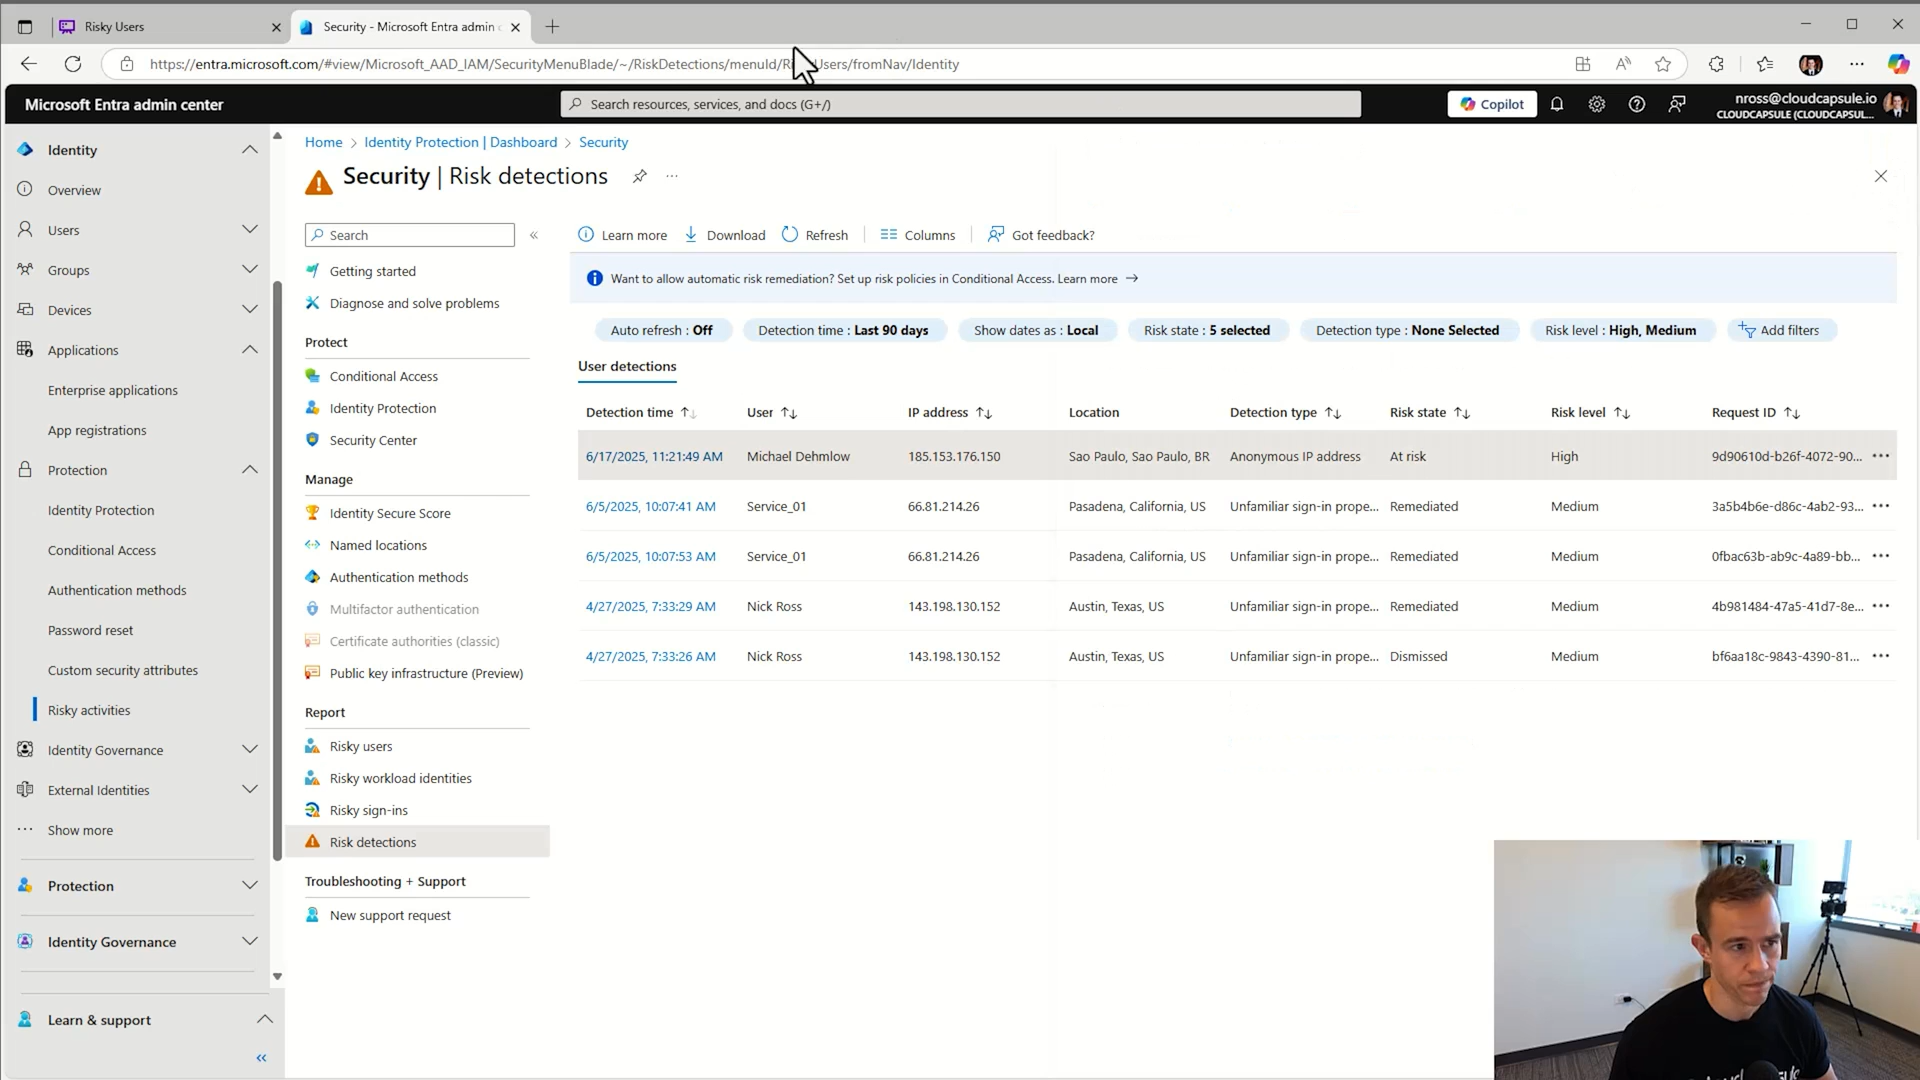 Risky Users
Security - Microsoft Entra admin c
https://entra.microsoft.com/#view/Microsoft_AAD_IAM/SecurityMenuBlade/~/RiskDetections/menuId/RiskyUsers/fromNav/Identity
Microsoft Entra admin center
Search resources, services, and docs (G+/)
Copilot
nross@cloudcapsule.io
CLOUDCAPSULE (CLOUDCAPSUL...
Identity
Overview
Users
Groups
Devices
Applications
Enterprise applications
App registrations
Protection
Identity Protection
Conditional Access
Authentication methods
Password reset
Custom security attributes
Risky activities
Identity Governance
External Identities
Show more
Protection
Identity Governance
Learn & support
Home > Identity Protection | Dashboard > Security
Security | Risk detections
Search
Getting started
Diagnose and solve problems
Protect
Conditional Access
Identity Protection
Security Center
Manage
Identity Secure Score
Named locations
Authentication methods
Multifactor authentication
Certificate authorities (classic)
Public key infrastructure (Preview)
Report
Risky users
Risky workload identities
Risky sign-ins
Risk detections
Troubleshooting + Support
New support request
Learn more Download Refresh Columns Got feedback?
Want to allow automatic risk remediation? Set up risk policies in Conditional Access. Learn more →
Auto refresh : Off Detection time : Last 90 days Show dates as : Local Risk state : 5 selected Detection type : None Selected Risk level : High, Medium Add filters
User detections
Detection time User IP address Location Detection type Risk state Risk level Request ID
6/17/2025, 11:21:49 AM Michael Dehmlow 185.153.176.150 Sao Paulo, Sao Paulo, BR Anonymous IP address At risk High 9d90610d-b26f-4072-90...
6/5/2025, 10:07:41 AM Service_01 66.81.214.26 Pasadena, California, US Unfamiliar sign-in prope... Remediated Medium 3a5b4b6e-d86c-4ab2-93...
6/5/2025, 10:07:53 AM Service_01 66.81.214.26 Pasadena, California, US Unfamiliar sign-in prope... Remediated Medium 0fbac63b-ab9c-4a89-bb...
4/27/2025, 7:33:29 AM Nick Ross 143.198.130.152 Austin, Texas, US Unfamiliar sign-in prope... Remediated Medium 4b981484-47a5-41d7-8e...
4/27/2025, 7:33:26 AM Nick Ross 143.198.130.152 Austin, Texas, US Unfamiliar sign-in prope... Dismissed Medium bf6aa18c-9843-4390-81...